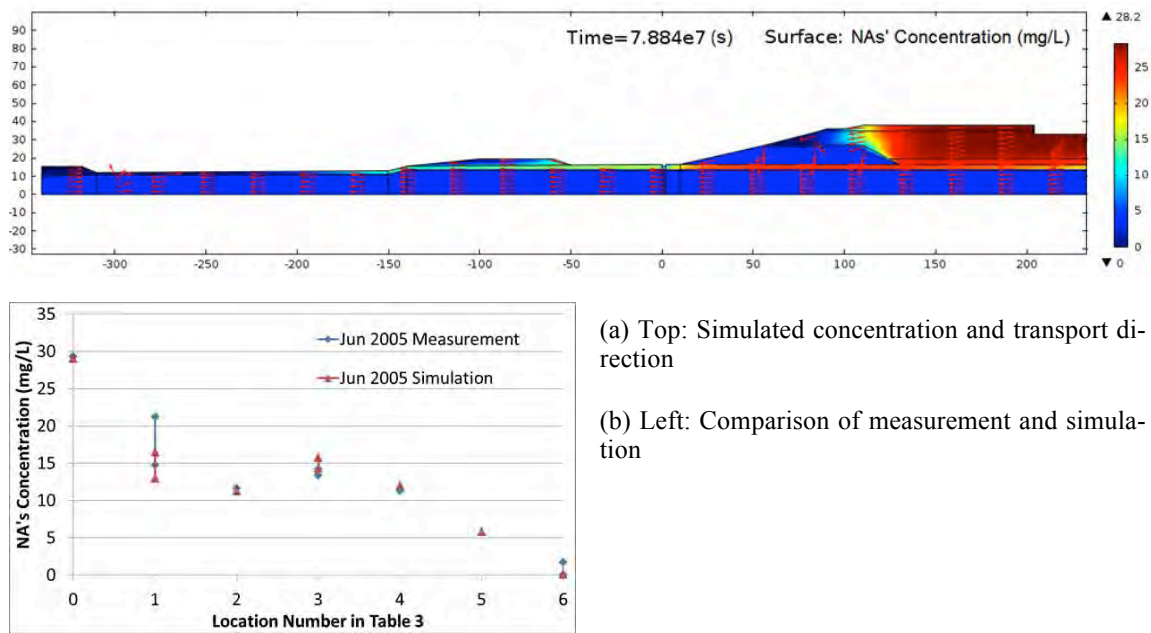 Time=7.884e7 (s) Surface: NAs' Concentration (mg/L)
▲ 28.2
90
80
70
60
50
40
30
20
10
0
-10
-20
-30
-300 -250 -200 -150 -100 -50 0 50 100 150 200
25
20
15
10
5
0
▼ 0
35
30
25
20
15
10
5
0
NA's Concentration (mg/L)
Jun 2005 Measurement
Jun 2005 Simulation
0 1 2 3 4 5 6
Location Number in Table 3
(a) Top: Simulated concentration and transport di-
rection
(b) Left: Comparison of measurement and simula-
tion